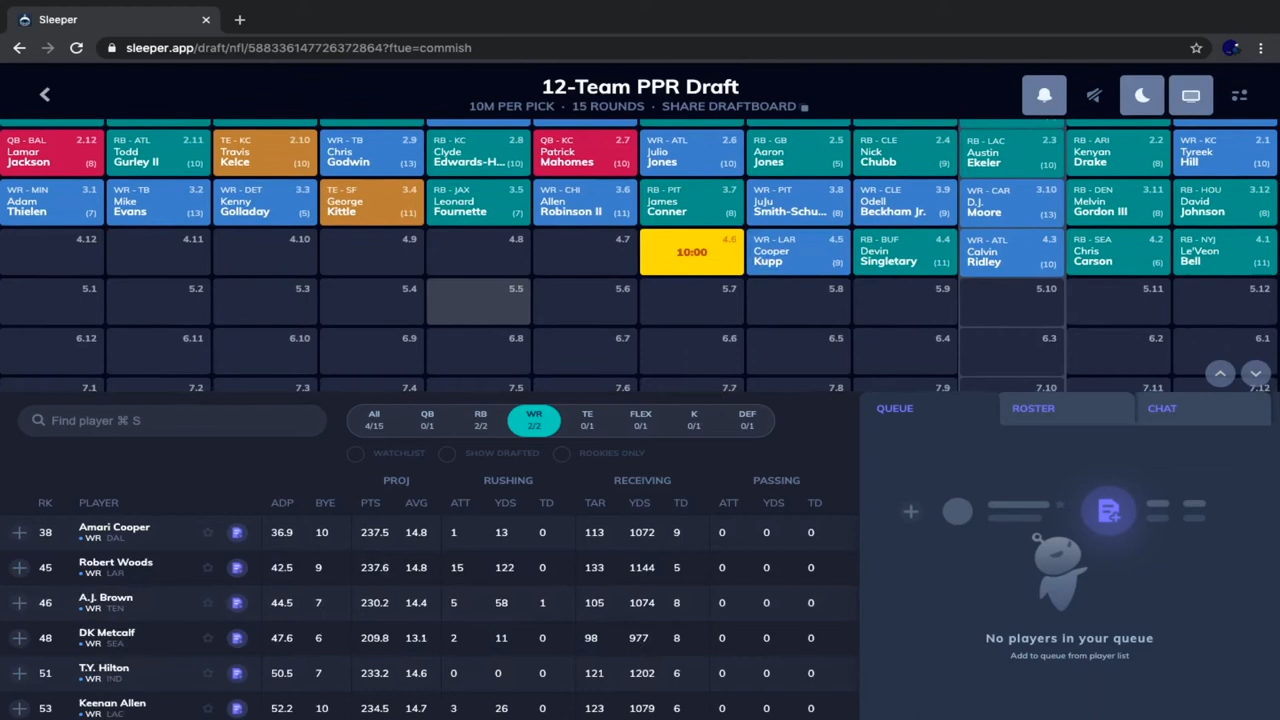 Sleeper
sleeper.app/draft/nfl/588336147726372864?ftue=commish
12-Team PPR Draft
10M PER PICK · 15 ROUNDS · SHARE DRAFTBOARD
QB - BAL 2.12 RB - ATL 2.11 TE - KC 2.10 WR - TB 2.9 RB - KC 2.8 QB - KC 2.7 WR - ATL 2.6 RB - GB 2.5 RB - CLE 2.4 RB - LAC 2.3 RB - ARI 2.2 WR - KC 2.1
Lamar Todd Travis Chris Clyde Patrick Julio Aaron Nick Austin Kenyan Tyreek
Jackson (8) Gurley II (10) Kelce (10) Godwin (13) Edwards-H... (10) Mahomes (10) Jones (10) Jones (5) Chubb (9) Ekeler (10) Drake (8) Hill (10)
WR - MIN 3.1 WR - TB 3.2 WR - DET 3.3 TE - SF 3.4 RB - JAX 3.5 WR - CHI 3.6 RB - PIT 3.7 WR - PIT 3.8 WR - CLE 3.9 WR - CAR 3.10 RB - DEN 3.11 RB - HOU 3.12
Adam Mike Kenny George Leonard Allen James JuJu Odell D.J. Melvin David
Thielen (7) Evans (13) Golladay (5) Kittle (11) Fournette (7) Robinson II (11) Conner (8) Smith-Schu... (8) Beckham Jr. (9) Moore (13) Gordon III (8) Johnson (8)
4.12 4.11 4.10 4.9 4.8 4.7 4.6 WR - LAR 4.5 RB - BUF 4.4 WR - ATL 4.3 RB - SEA 4.2 RB - NYJ 4.1
10:00 Cooper Devin Calvin Chris Le'Veon
Kupp (9) Singletary (11) Ridley (10) Carson (6) Bell (11)
5.1 5.2 5.3 5.4 5.5 5.6 5.7 5.8 5.9 5.10 5.11 5.12
6.12 6.11 6.10 6.9 6.8 6.7 6.6 6.5 6.4 6.3 6.2 6.1
7.1 7.2 7.3 7.4 7.5 7.6 7.7 7.8 7.9 7.10 7.11 7.12
Find player ⌘ S
All QB RB WR TE FLEX K DEF
4/15 0/1 2/2 2/2 0/1 0/1 0/1 0/1
WATCHLIST SHOW DRAFTED ROOKIES ONLY
QUEUE ROSTER CHAT
PROJ RUSHING RECEIVING PASSING
RK PLAYER ADP BYE PTS AVG ATT YDS TD TAR YDS TD ATT YDS TD
38 Amari Cooper WR DAL 36.9 10 237.5 14.8 1 13 0 113 1072 9 0 0 0
45 Robert Woods WR LAR 42.5 9 237.6 14.8 15 122 0 133 1144 5 0 0 0
46 A.J. Brown WR TEN 44.5 7 230.2 14.4 5 58 1 105 1074 8 0 0 0
48 DK Metcalf WR SEA 47.6 6 209.8 13.1 2 11 0 98 977 8 0 0 0
51 T.Y. Hilton WR IND 50.5 7 233.2 14.6 0 0 0 121 1202 6 0 0 0
53 Keenan Allen WR LAC 52.2 10 234.5 14.7 3 26 0 123 1079 6 0 0 0
No players in your queue
Add to queue from player list